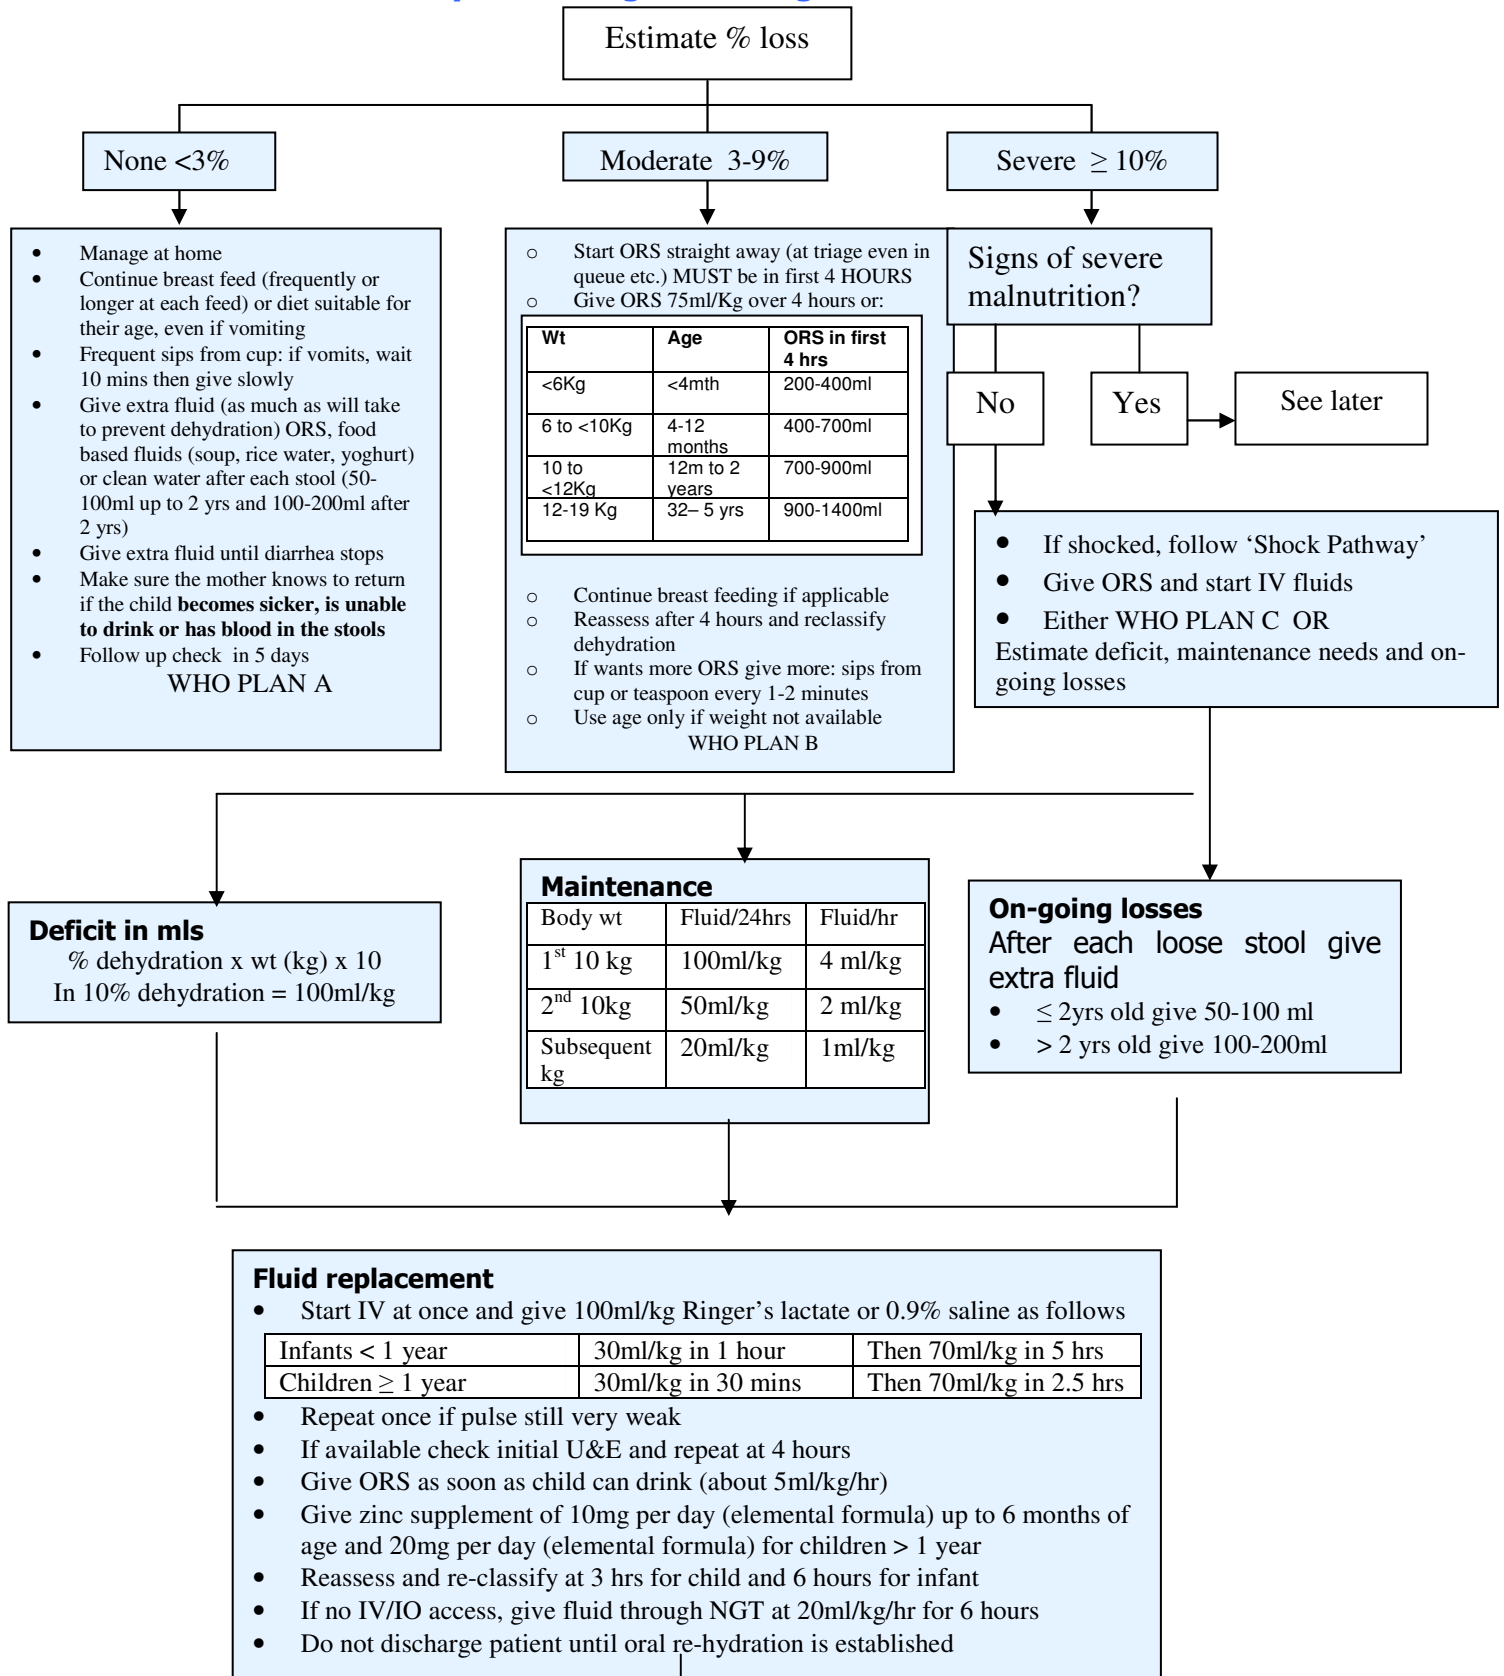 Estimate % loss
None <3%
Moderate 3-9%
Severe ≥ 10%
• Manage at home
• Continue breast feed (frequently or
longer at each feed) or diet suitable for
their age, even if vomiting
• Frequent sips from cup: if vomits, wait
10 mins then give slowly
• Give extra fluid (as much as will take
to prevent dehydration) ORS, food
based fluids (soup, rice water, yoghurt)
or clean water after each stool (50-
100ml up to 2 yrs and 100-200ml after
2 yrs)
• Give extra fluid until diarrhea stops
• Make sure the mother knows to return
if the child becomes sicker, is unable
to drink or has blood in the stools
• Follow up check in 5 days
WHO PLAN A
o Start ORS straight away (at triage even in
queue etc.) MUST be in first 4 HOURS
o Give ORS 75ml/Kg over 4 hours or:
Wt Age ORS in first
4 hrs
<6Kg <4mth 200-400ml
6 to <10Kg 4-12 400-700ml
months
10 to 12m to 2 700-900ml
<12Kg years
12-19 Kg 32– 5 yrs 900-1400ml
o Continue breast feeding if applicable
o Reassess after 4 hours and reclassify
dehydration
o If wants more ORS give more: sips from
cup or teaspoon every 1-2 minutes
o Use age only if weight not available
WHO PLAN B
Signs of severe
malnutrition?
No
Yes
See later
• If shocked, follow ‘Shock Pathway’
• Give ORS and start IV fluids
• Either WHO PLAN C OR
Estimate deficit, maintenance needs and on-
going losses
Deficit in mls
% dehydration x wt (kg) x 10
In 10% dehydration = 100ml/kg
Maintenance
Body wt Fluid/24hrs Fluid/hr
1st 10 kg 100ml/kg 4 ml/kg
2nd 10kg 50ml/kg 2 ml/kg
Subsequent 20ml/kg 1ml/kg
kg
On-going losses
After each loose stool give
extra fluid
• ≤ 2yrs old give 50-100 ml
• > 2 yrs old give 100-200ml
Fluid replacement
• Start IV at once and give 100ml/kg Ringer’s lactate or 0.9% saline as follows
Infants < 1 year 30ml/kg in 1 hour Then 70ml/kg in 5 hrs
Children ≥ 1 year 30ml/kg in 30 mins Then 70ml/kg in 2.5 hrs
• Repeat once if pulse still very weak
• If available check initial U&E and repeat at 4 hours
• Give ORS as soon as child can drink (about 5ml/kg/hr)
• Give zinc supplement of 10mg per day (elemental formula) up to 6 months of
age and 20mg per day (elemental formula) for children > 1 year
• Reassess and re-classify at 3 hrs for child and 6 hours for infant
• If no IV/IO access, give fluid through NGT at 20ml/kg/hr for 6 hours
• Do not discharge patient until oral re-hydration is established